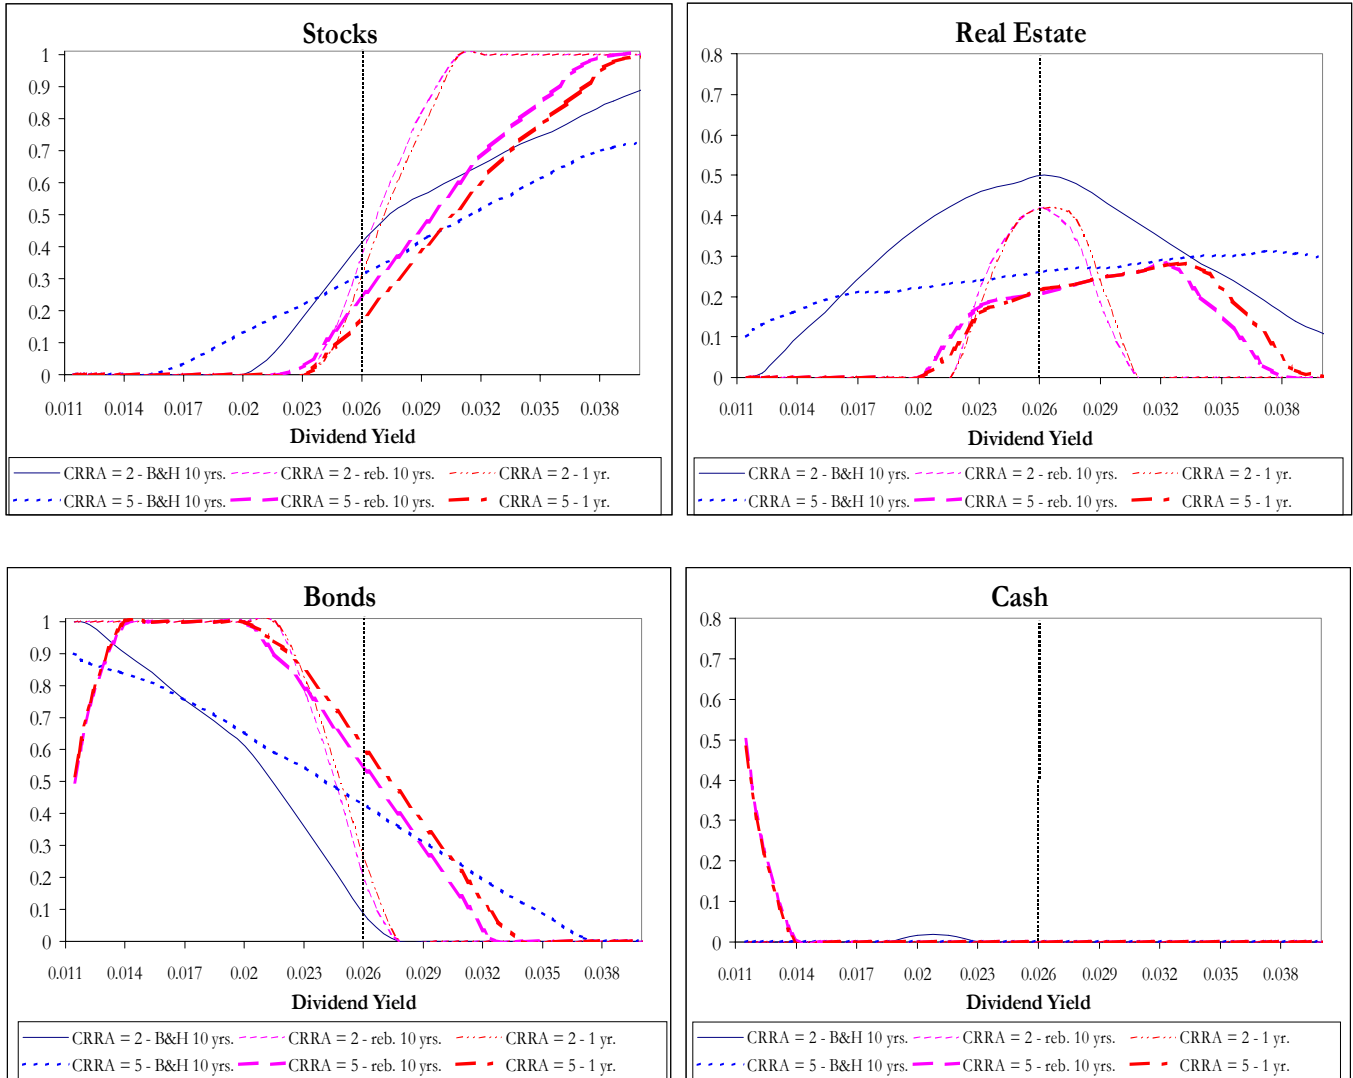 Stocks
1
0.9
0.8
0.7
0.6
0.5
0.4
0.3
0.2
0.1
0
0.011 0.014 0.017 0.02 0.023 0.026 0.029 0.032 0.035 0.038
Dividend Yield
CRRA = 2 - B&H 10 yrs. CRRA = 2 - reb. 10 yrs. CRRA = 2 - 1 yr.
CRRA = 5 - B&H 10 yrs. CRRA = 5 - reb. 10 yrs. CRRA = 5 - 1 yr.
Real Estate
0.8
0.7
0.6
0.5
0.4
0.3
0.2
0.1
0
0.011 0.014 0.017 0.02 0.023 0.026 0.029 0.032 0.035 0.038
Dividend Yield
CRRA = 2 - B&H 10 yrs. CRRA = 2 - reb. 10 yrs. CRRA = 2 - 1 yr.
CRRA = 5 - B&H 10 yrs. CRRA = 5 - reb. 10 yrs. CRRA = 5 - 1 yr.
Bonds
1
0.9
0.8
0.7
0.6
0.5
0.4
0.3
0.2
0.1
0
0.011 0.014 0.017 0.02 0.023 0.026 0.029 0.032 0.035 0.038
Dividend Yield
CRRA = 2 - B&H 10 yrs. CRRA = 2 - reb. 10 yrs. CRRA = 2 - 1 yr.
CRRA = 5 - B&H 10 yrs. CRRA = 5 - reb. 10 yrs. CRRA = 5 - 1 yr.
Cash
0.8
0.7
0.6
0.5
0.4
0.3
0.2
0.1
0
0.011 0.014 0.017 0.02 0.023 0.026 0.029 0.032 0.035 0.038
Dividend Yield
CRRA = 2 - B&H 10 yrs. CRRA = 2 - reb. 10 yrs. CRRA = 2 - 1 yr.
CRRA = 5 - B&H 10 yrs. CRRA = 5 - reb. 10 yrs. CRRA = 5 - 1 yr.